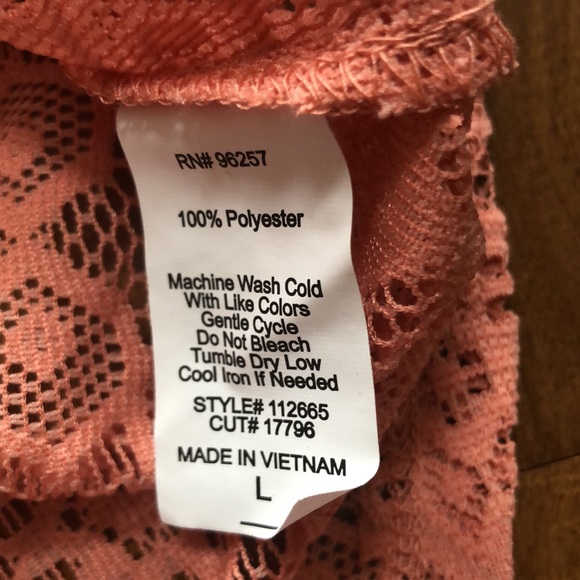 RN# 96257
100% Polyester
Machine Wash Cold
With Like Colors
Gentle Cycle
Do Not Bleach
Tumble Dry Low
Cool Iron If Needed
STYLE# 112665
CUT# 17796
MADE IN VIETNAM
L